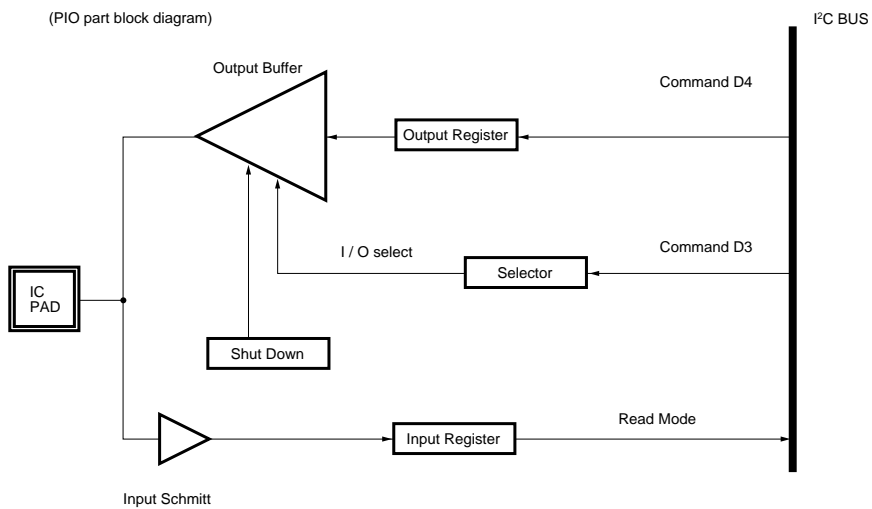 (PIO part block diagram)
I²C BUS
Output Buffer
Command D4
Output Register
I / O select
Command D3
Selector
IC
PAD
Shut Down
Read Mode
Input Register
Input Schmitt